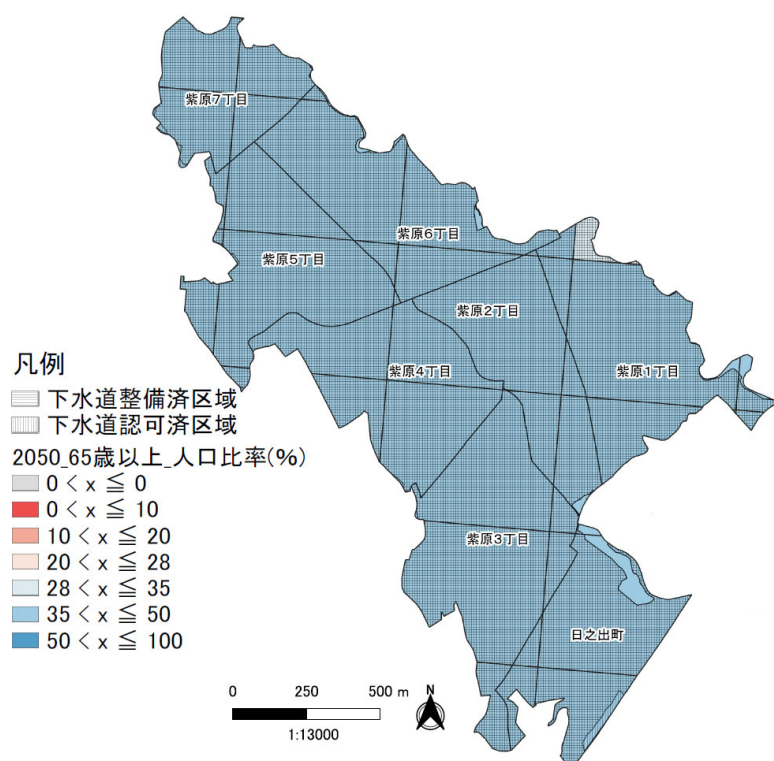 紫原7丁目
紫原6丁目
紫原5丁目
紫原2丁目
紫原4丁目
紫原1丁目
紫原3丁目
日之出町
凡例
下水道整備済区域
下水道認可済区域
2050_65歳以上_人口比率(%)
0 < x ≦ 0
0 < x ≦ 10
10 < x ≦ 20
20 < x ≦ 28
28 < x ≦ 35
35 < x ≦ 50
50 < x ≦ 100
0 250 500 m
N
1:13000